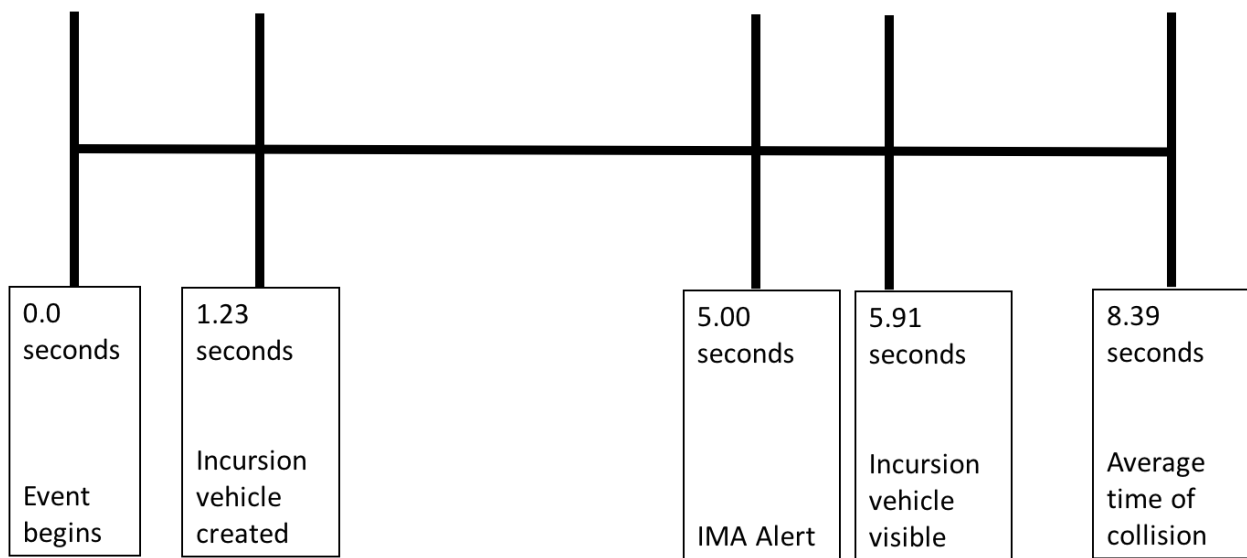 0.0
seconds
Event
begins
1.23
seconds
Incursion
vehicle
created
5.00
seconds
IMA Alert
5.91
seconds
Incursion
vehicle
visible
8.39
seconds
Average
time of
collision